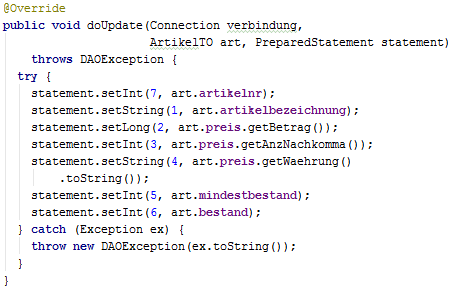 @Override
public void doUpdate(Connection verbindung,
ArtikelTO art, PreparedStatement statement)
throws DAOException {
try {
statement.setInt(7, art.artikelnr);
statement.setString(1, art.artikelbezeichnung);
statement.setLong(2, art.preis.getBetrag());
statement.setInt(3, art.preis.getAnzNachkomma());
statement.setString(4, art.preis.getWaehrung()
.toString());
statement.setInt(5, art.mindestbestand);
statement.setInt(6, art.bestand);
} catch (Exception ex) {
throw new DAOException(ex.toString());
}
}